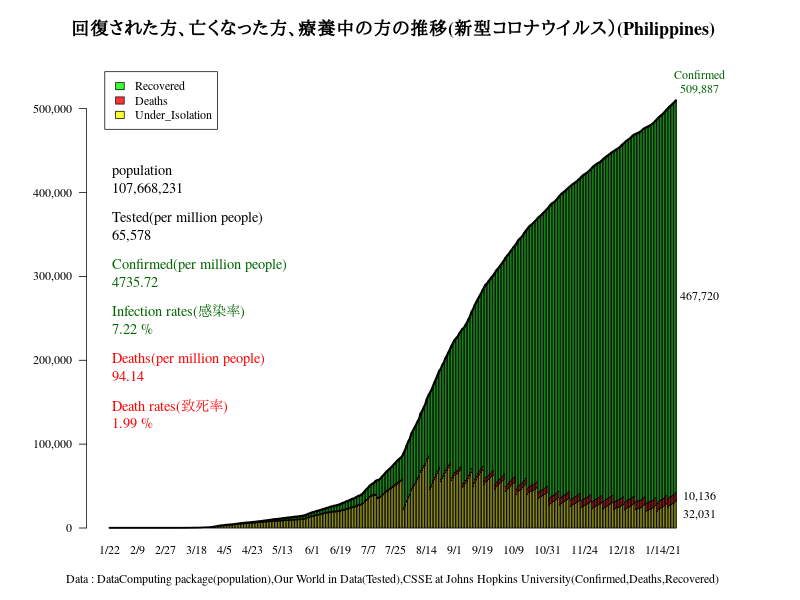 回復された方、亡くなった方、療養中の方の推移(新型コロナウイルス）(Philippines)
Confirmed
509,887
Recovered
Deaths
Under_Isolation
500,000
400,000
300,000
200,000
100,000
0
population
107,668,231
Tested(per million people)
65,578
Confirmed(per million people)
4735.72
Infection rates(感染率)
7.22 %
Deaths(per million people)
94.14
Death rates(致死率)
1.99 %
467,720
10,136
32,031
1/22 2/9 2/27 3/18 4/5 4/23 5/13 6/1 6/19 7/7 7/25 8/14 9/1 9/19 10/9 10/31 11/24 12/18 1/14/21
Data : DataComputing package(population),Our World in Data(Tested),CSSE at Johns Hopkins University(Confirmed,Deaths,Recovered)